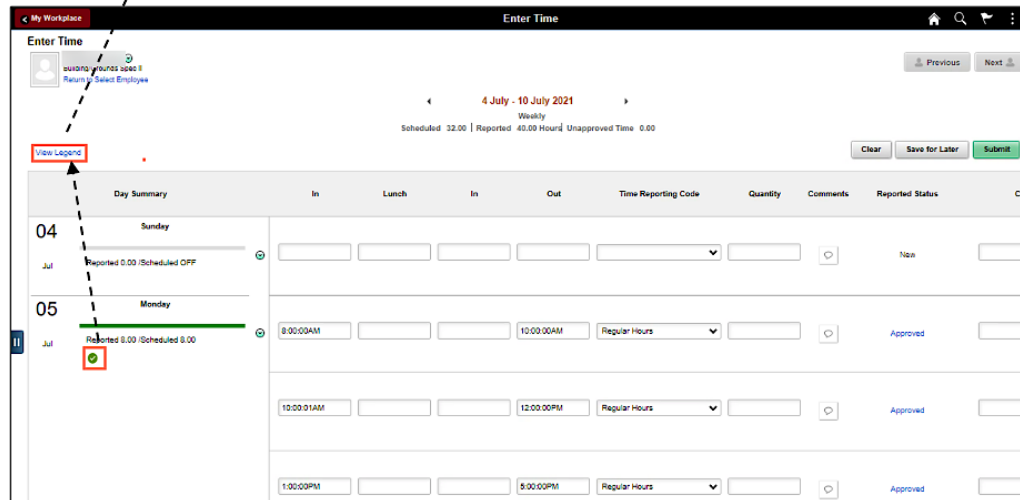 My Workplace
Enter Time
Enter Time
Building/Grounds Spec II
Return to Select Employee
Previous
Next
4 July - 10 July 2021
Weekly
Scheduled 32.00 | Reported 40.00 Hours| Unapproved Time 0.00
View Legend
Clear
Save for Later
Submit
Day Summary In Lunch In Out Time Reporting Code Quantity Comments Reported Status C
04 Sunday
Jul Reported 0.00 /Scheduled OFF
New
05 Monday
Jul Reported 8.00 /Scheduled 8.00
8:00:00AM 10:00:00AM Regular Hours Approved
10:00:01AM 12:00:00PM Regular Hours Approved
1:00:00PM 5:00:00PM Regular Hours Approved